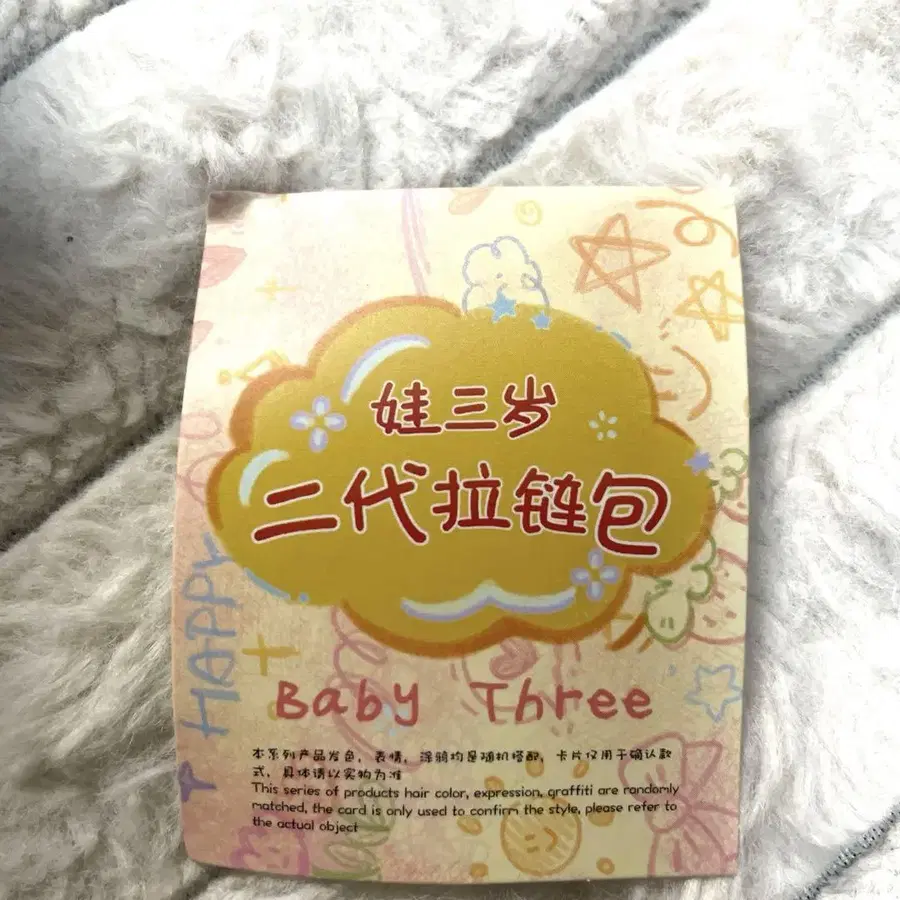 娃三岁
二代拉链包
HAPPY
Baby Three
本系列产品发色，表情，涂鸦均是随机搭配，卡片仅用于确认款
式，具体请以实物为准
This series of products hair color, expression, graffiti are randomly
matched, the card is only used to confirm the style, please refer to
the actual object